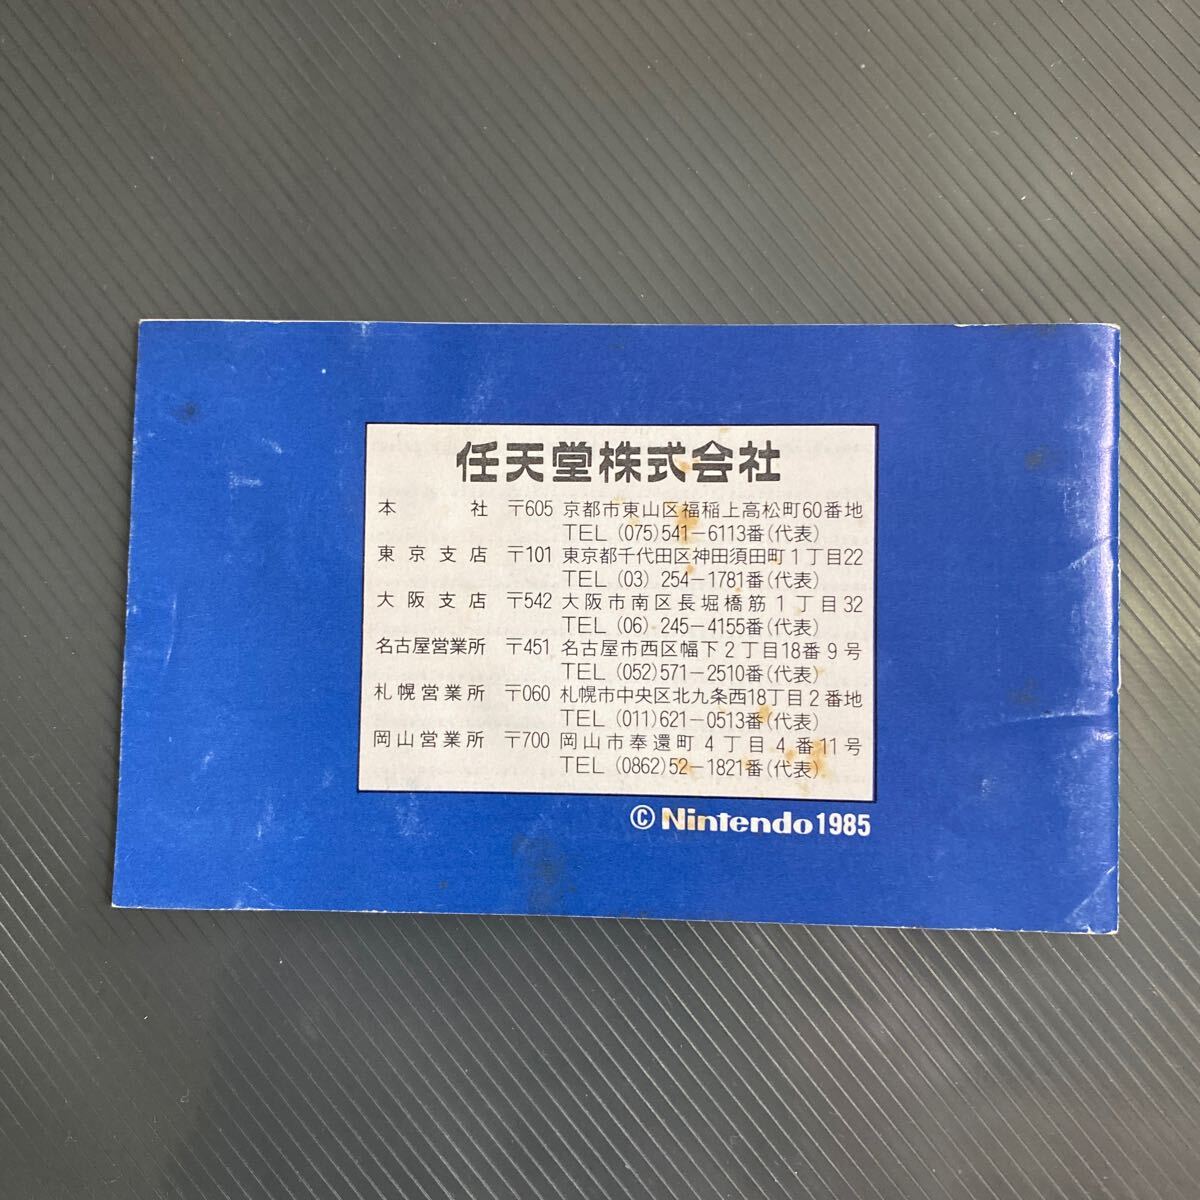 任天堂株式会社
本社 〒605 京都市東山区福稲上高松町60番地
TEL (075)541-6113番(代表)
東京支店 〒101 東京都千代田区神田須田町1丁目22
TEL (03) 254-1781番(代表)
大阪支店 〒542 大阪市南区長堀橋筋1丁目32
TEL (06) 245-4155番(代表)
名古屋営業所 〒451 名古屋市西区幅下2丁目18番9号
TEL (052)571-2510番(代表)
札幌営業所 〒060 札幌市中央区北九条西18丁目2番地
TEL (011)621-0513番(代表)
岡山営業所 〒700 岡山市奉還町4丁目4番11号
TEL (0862)52-1821番(代表)
©Nintendo1985